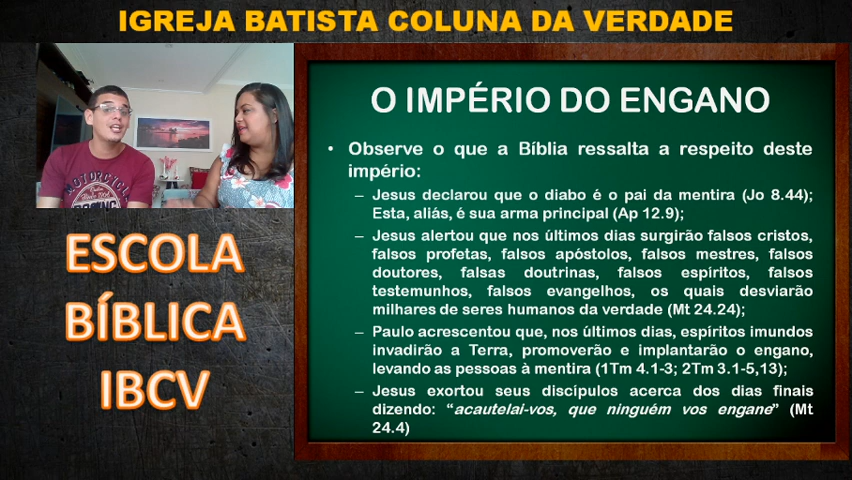 IGREJA BATISTA COLUNA DA VERDADE
MOTORCYCLE
ESCOLA
BÍBLICA
IBCV
O IMPÉRIO DO ENGANO
• Observe o que a Bíblia ressalta a respeito deste
império:
– Jesus declarou que o diabo é o pai da mentira (Jo 8.44);
Esta, aliás, é sua arma principal (Ap 12.9);
– Jesus alertou que nos últimos dias surgirão falsos cristos,
falsos profetas, falsos apóstolos, falsos mestres, falsos
doutores, falsas doutrinas, falsos espíritos, falsos
testemunhos, falsos evangelhos, os quais desviarão
milhares de seres humanos da verdade (Mt 24.24);
– Paulo acrescentou que, nos últimos dias, espíritos imundos
invadirão a Terra, promoverão e implantarão o engano,
levando as pessoas à mentira (1Tm 4.1-3; 2Tm 3.1-5,13);
– Jesus exortou seus discípulos acerca dos dias finais
dizendo: “acautelai-vos, que ninguém vos engane” (Mt
24.4)